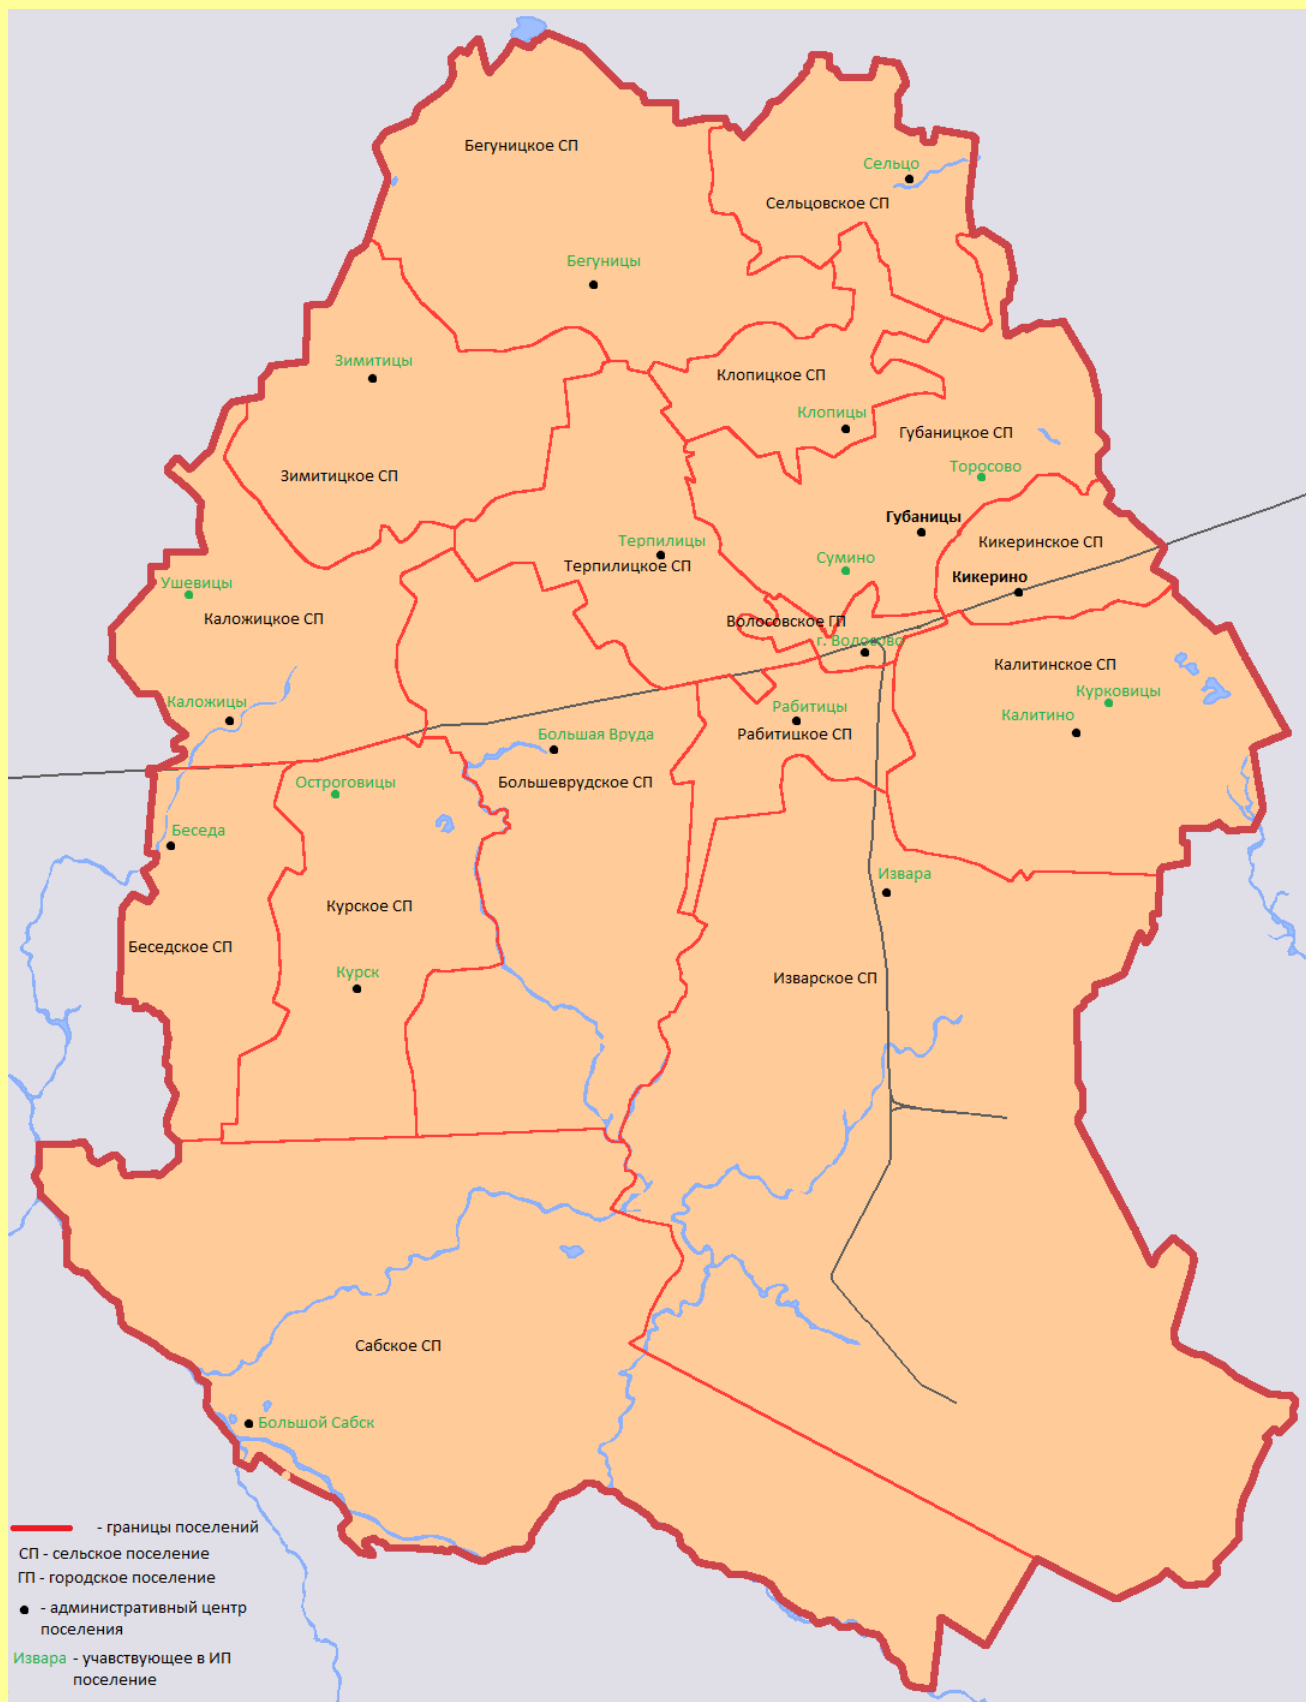 Бегуницкое СП
Сельцо
Сельцовское СП
Бегуницы
Зимитицы
Клопицкое СП
Клопицы
Губаницкое СП
Торосово
Зимитицкое СП
Губаницы
Терпилицы
Кикеринское СП
Сумино
Терпилицкое СП
Ушевицы
Кикерино
Каложицкое СП
Волосовское ГП
г. Волосово
Калитинское СП
Курковицы
Каложицы
Рабитицы
Калитино
Большая Вруда
Рабитицкое СП
Остроговицы
Большеврудское СП
Беседа
Извара
Курское СП
Беседское СП
Курск
Изварское СП
Сабское СП
Большой Сабск
- границы поселений
СП - сельское поселение
ГП - городское поселение
- административный центр
поселения
Извара - учавствующее в ИП
поселение